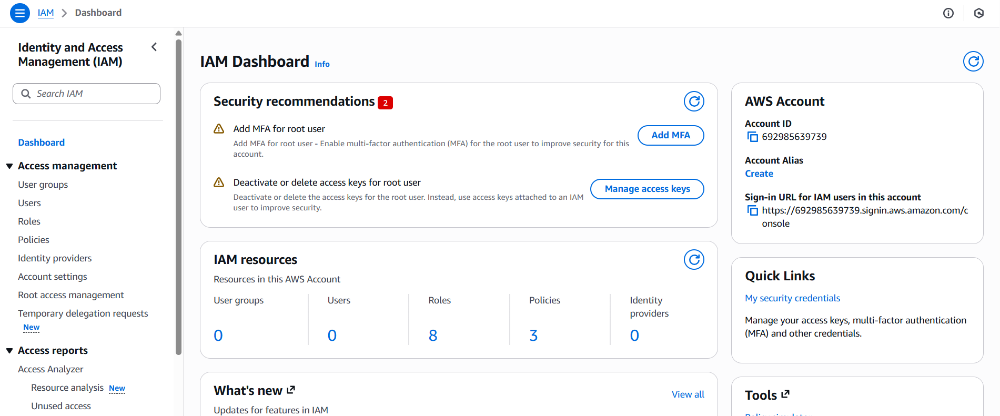 IAM > Dashboard
Identity and Access
Management (IAM)
Search IAM
Dashboard
Access management
User groups
Users
Roles
Policies
Identity providers
Account settings
Root access management
Temporary delegation requests
New
Access reports
Access Analyzer
Resource analysis New
Unused access
IAM Dashboard Info
Security recommendations 2
Add MFA for root user
Add MFA for root user - Enable multi-factor authentication (MFA) for the root user to improve security for this
account.
Add MFA
Deactivate or delete access keys for root user
Deactivate or delete the access keys for the root user. Instead, use access keys attached to an IAM
user to improve security.
Manage access keys
IAM resources
Resources in this AWS Account
User groups
0
Users
0
Roles
8
Policies
3
Identity
providers
0
What's new
View all
Updates for features in IAM
AWS Account
Account ID
692985639739
Account Alias
Create
Sign-in URL for IAM users in this account
https://692985639739.signin.aws.amazon.com/c
onsole
Quick Links
My security credentials
Manage your access keys, multi-factor authentication
(MFA) and other credentials.
Tools